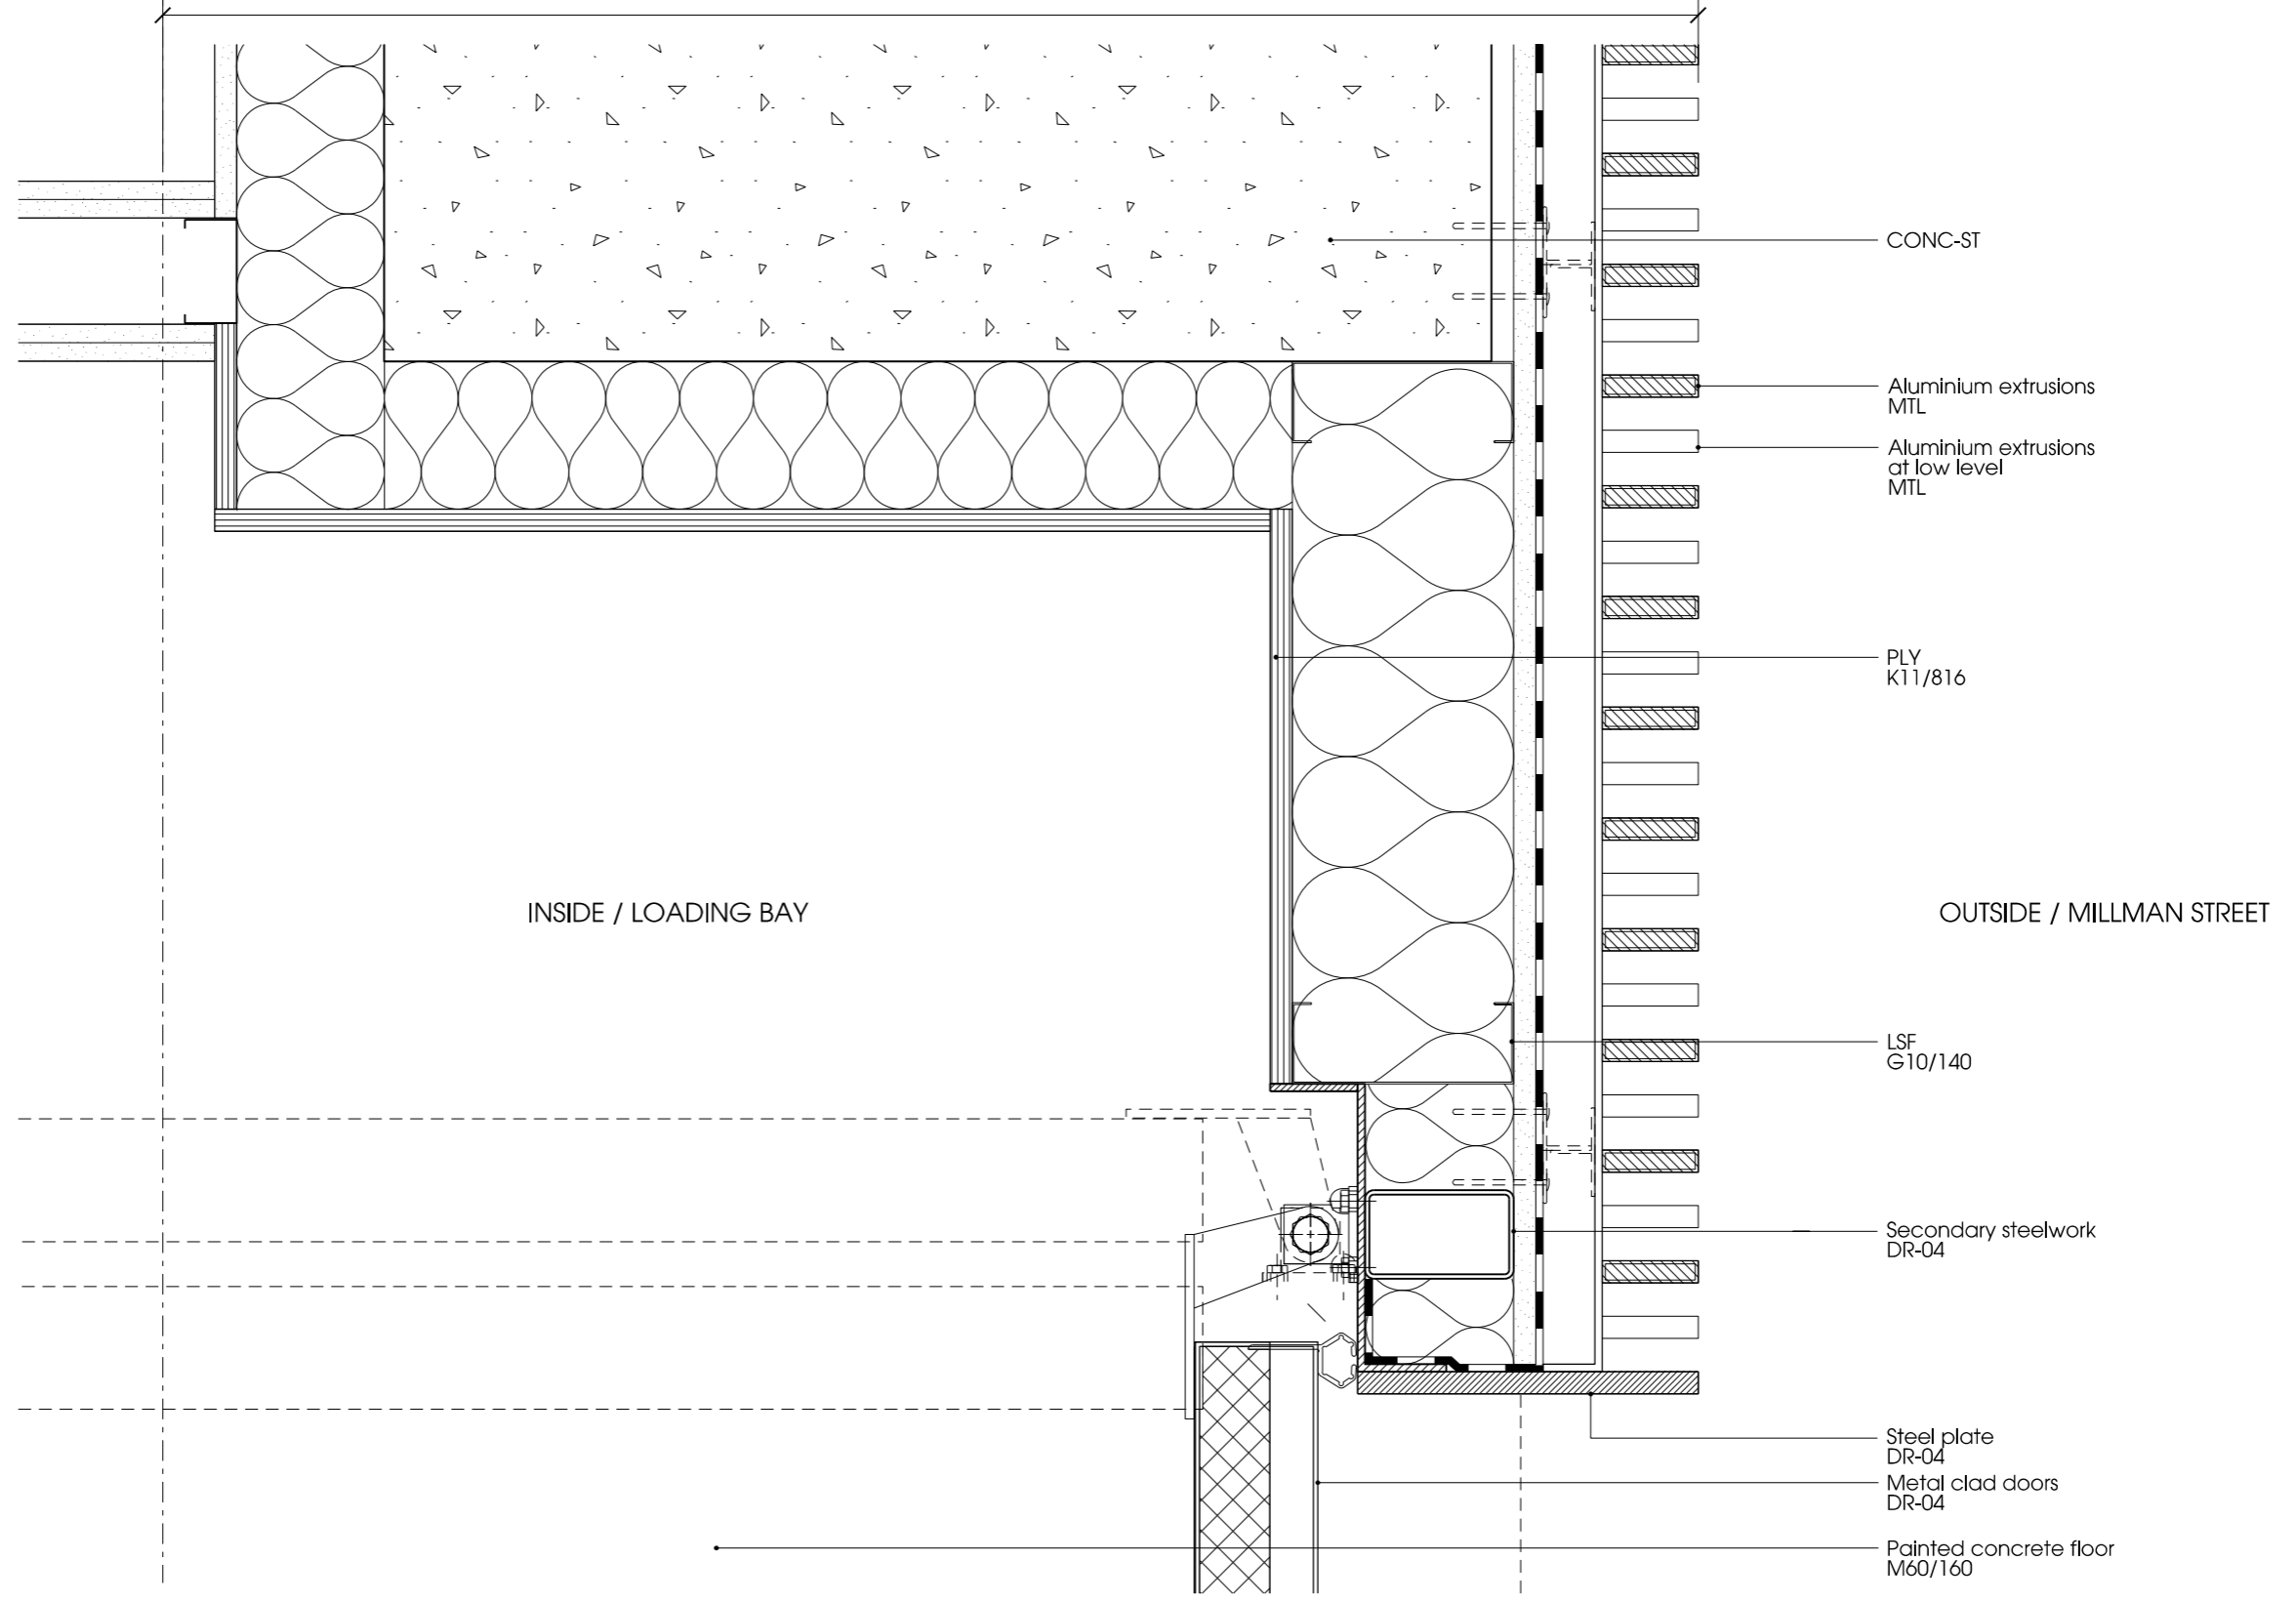 CONC-ST
Aluminium extrusions
MTL
Aluminium extrusions
at low level
MTL
PLY
K11/816
INSIDE / LOADING BAY
OUTSIDE / MILLMAN STREET
LSF
G10/140
Secondary steelwork
DR-04
Steel plate
DR-04
Metal clad doors
DR-04
Painted concrete floor
M60/160